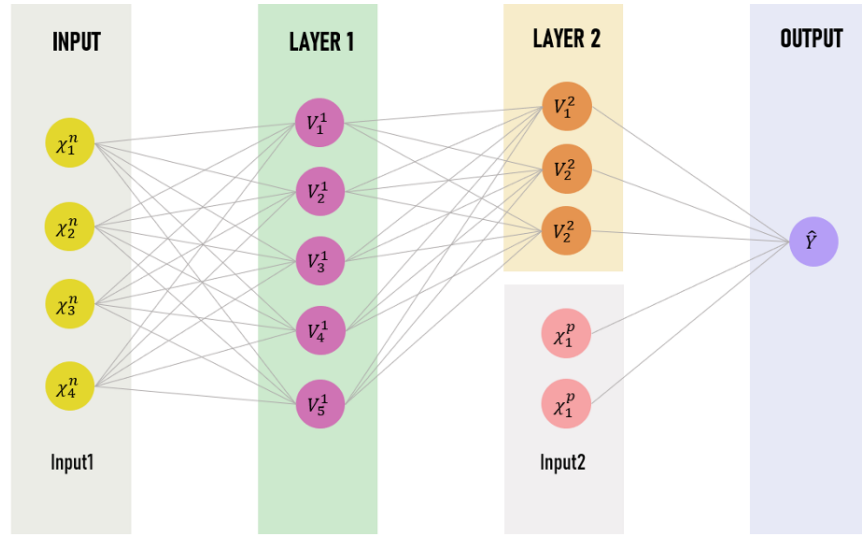 INPUT
χ₁ⁿ
χ₂ⁿ
χ₃ⁿ
χ₄ⁿ
Input1
LAYER 1
V₁¹
V₂¹
V₃¹
V₄¹
V₅¹
LAYER 2
V₁²
V₂²
V₂²
χ₁ᵖ
χ₁ᵖ
Input2
OUTPUT
Ŷ